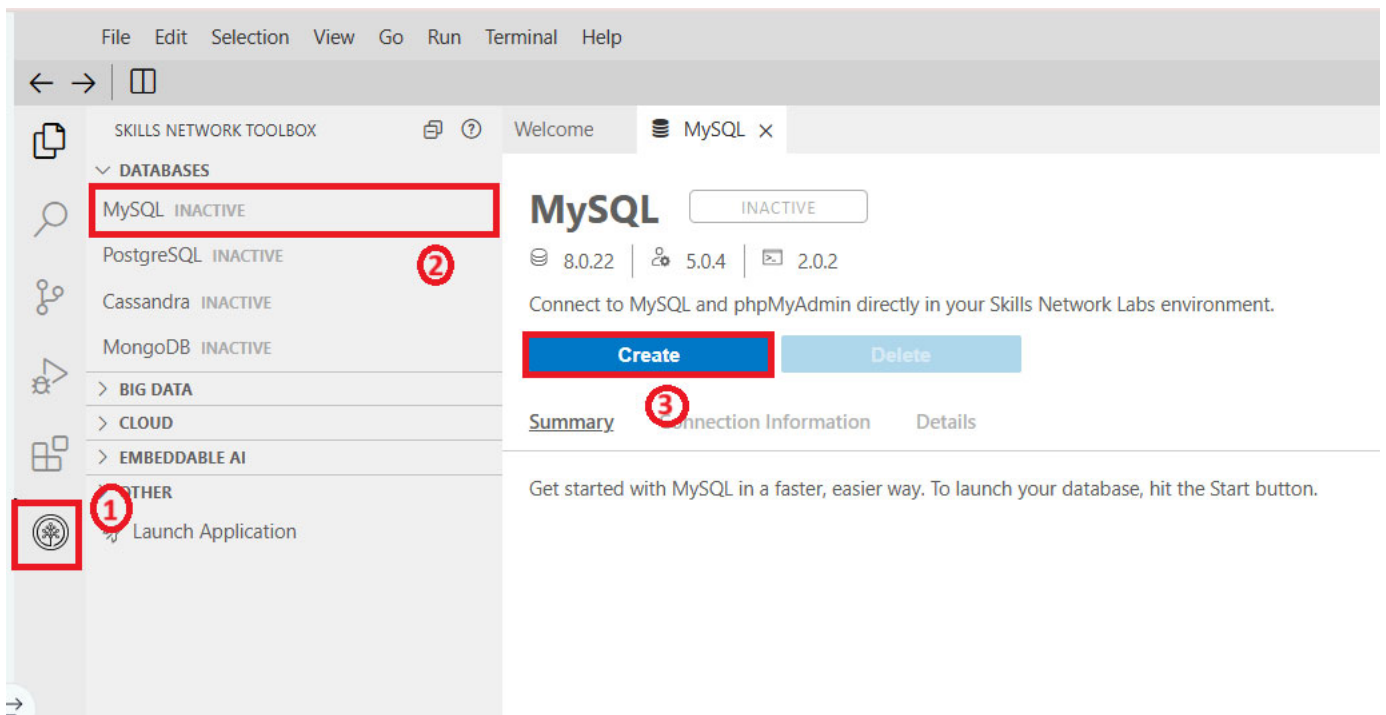 File Edit Selection View Go Run Terminal Help
SKILLS NETWORK TOOLBOX
Welcome MySQL
DATABASES
MySQL INACTIVE
PostgreSQL INACTIVE
Cassandra INACTIVE
MongoDB INACTIVE
BIG DATA
CLOUD
EMBEDDABLE AI
OTHER
Launch Application
1
2
MySQL INACTIVE
8.0.22 5.0.4 2.0.2
Connect to MySQL and phpMyAdmin directly in your Skills Network Labs environment.
Create Delete
3
Summary Connection Information Details
Get started with MySQL in a faster, easier way. To launch your database, hit the Start button.